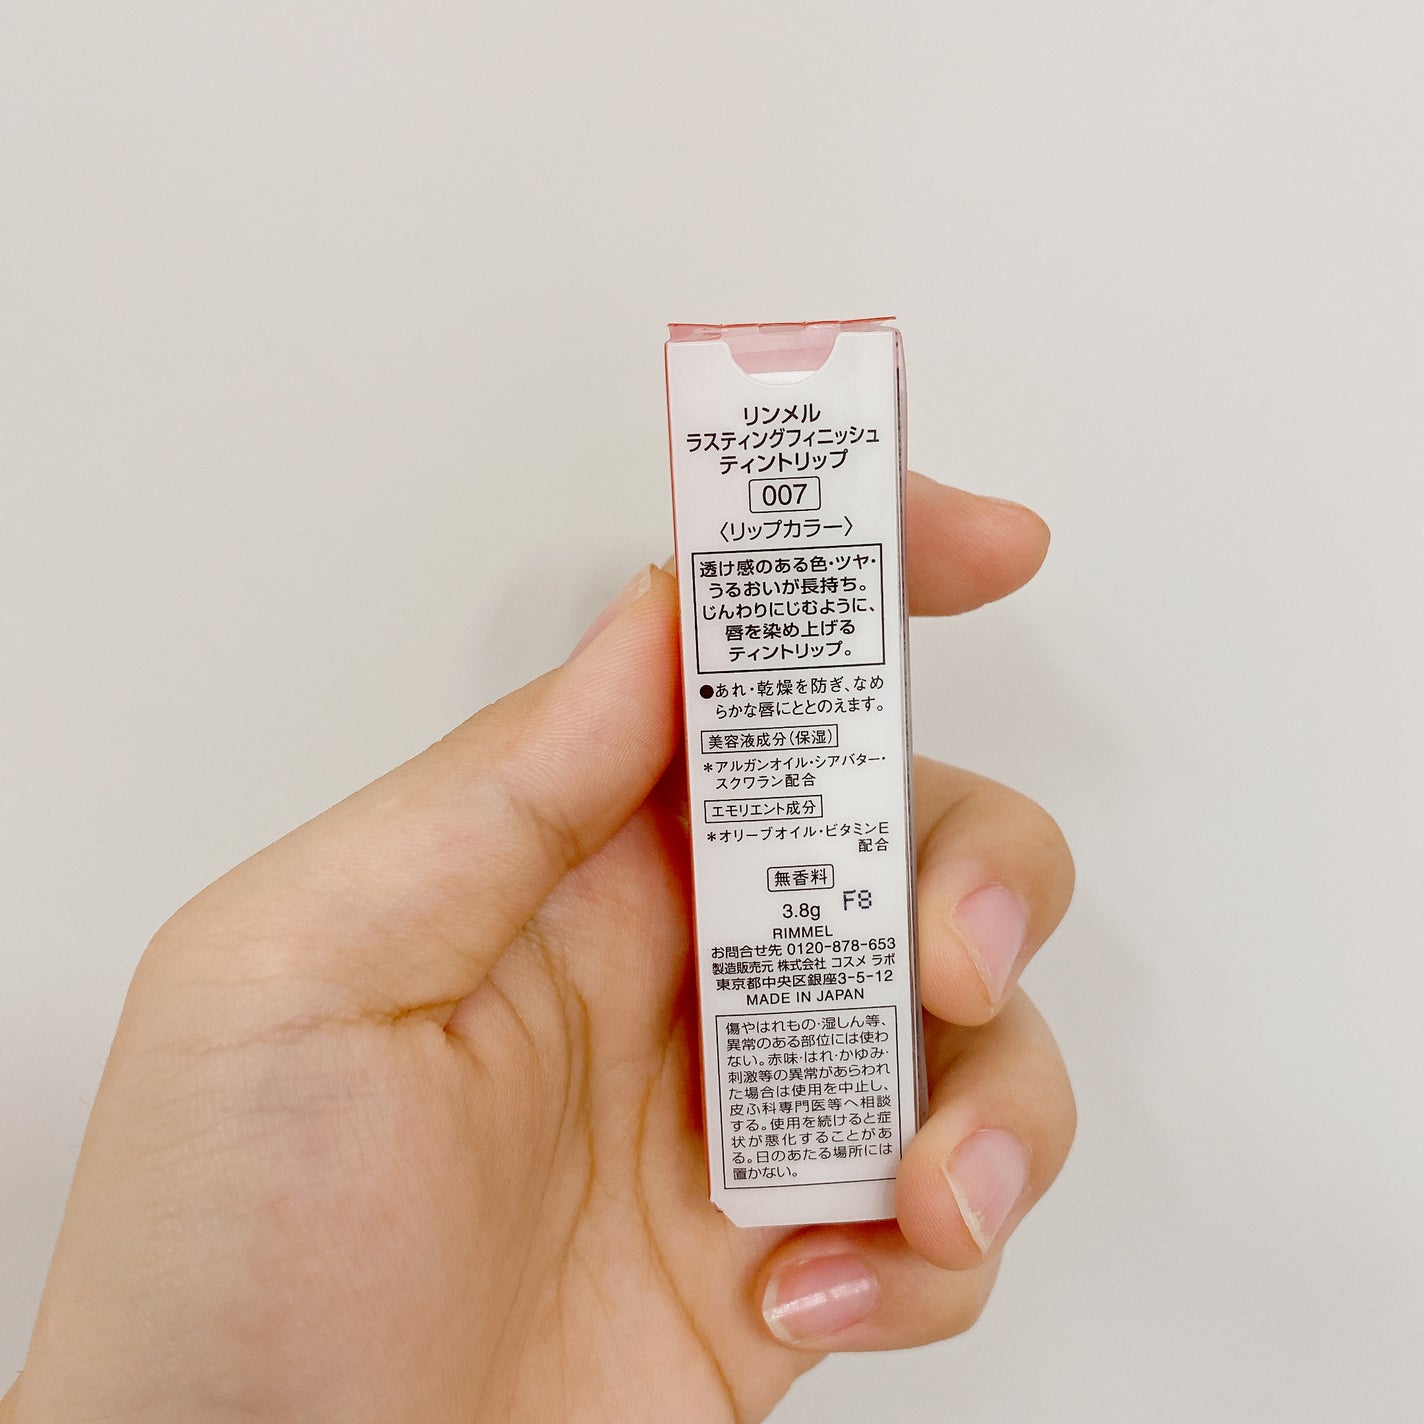 リンメル
ラスティングフィニッシュ
ティントリップ
007
〈リップカラー〉
透け感のある色・ツヤ・
うるおいが長持ち。
じんわりにじむように、
唇を染め上げる
ティントリップ。
●あれ・乾燥を防ぎ、なめ
らかな唇にととのえます。
美容液成分(保湿)
*アルガンオイル・シアバター・
スクワラン配合
エモリエント成分
*オリーブオイル・ビタミンE
配合
無香料
3.8g F8
RIMMEL
お問合せ先 0120-878-653
製造販売元 株式会社 コスメ ラボ
東京都中央区銀座3-5-12
MADE IN JAPAN
傷やはれもの・湿しん等、
異常のある部位には使わ
ない。赤味・はれ・かゆみ・
刺激等の異常があらわれ
た場合は使用を中止し、
皮ふ科専門医等へ相談
する。使用を続けると症
状が悪化することがあ
る。日のあたる場所には
置かない。